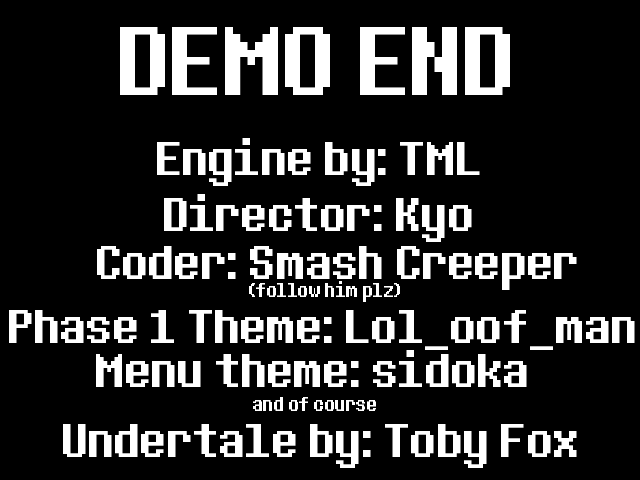 DEMO END
Engine by: TML
Director: Kyo
Coder: Smash Creeper
(follow him plz)
Phase 1 Theme: Lol_oof_man
Menu theme: sidoka
and of course
Undertale by: Toby Fox